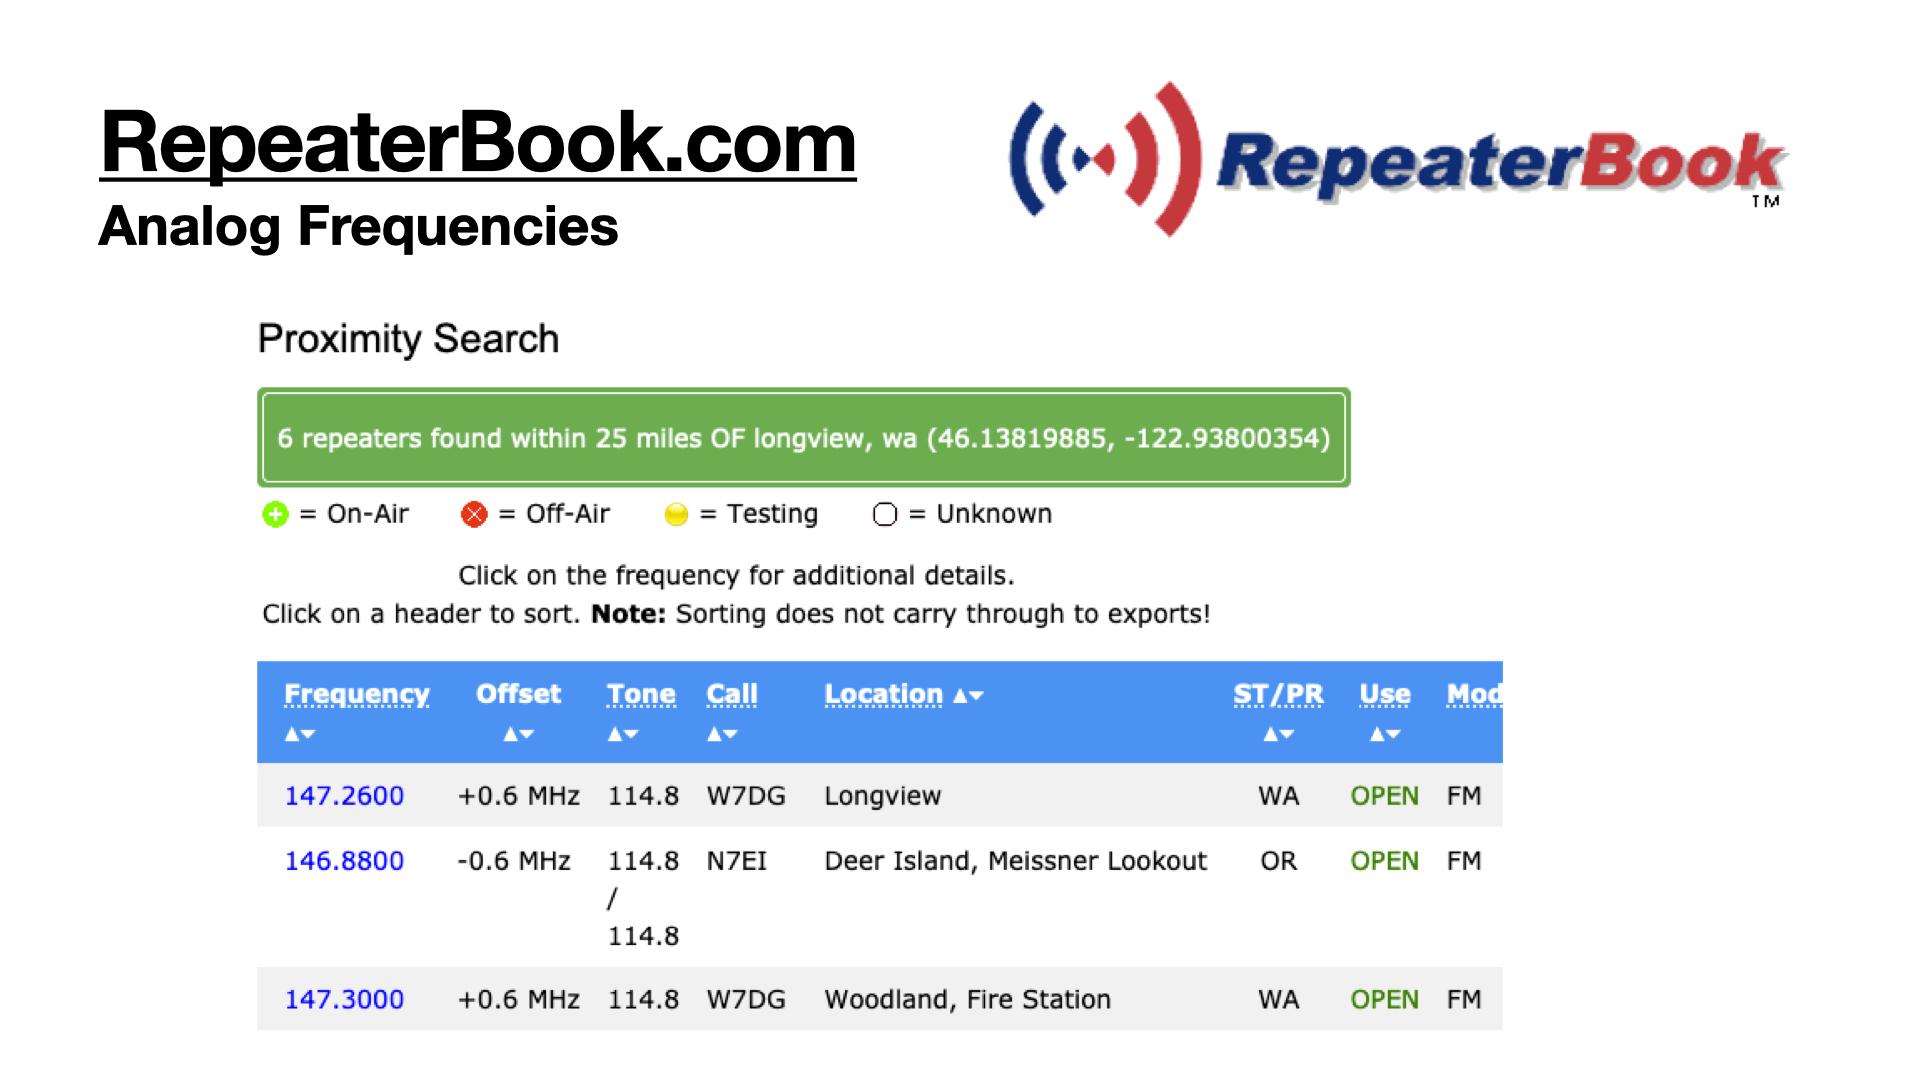 RepeaterBook.com
Analog Frequencies
RepeaterBook
TM
Proximity Search
6 repeaters found within 25 miles OF longview, wa (46.13819885, -122.93800354)
= On-Air = Off-Air = Testing = Unknown
Click on the frequency for additional details.
Click on a header to sort. Note: Sorting does not carry through to exports!
Frequency Offset Tone Call Location ▲▼ ST/PR Use Mod
▲▼ ▲▼ ▲▼ ▲▼ ▲▼ ▲▼
147.2600 +0.6 MHz 114.8 W7DG Longview WA OPEN FM
146.8800 -0.6 MHz 114.8 N7EI Deer Island, Meissner Lookout OR OPEN FM
/
114.8
147.3000 +0.6 MHz 114.8 W7DG Woodland, Fire Station WA OPEN FM